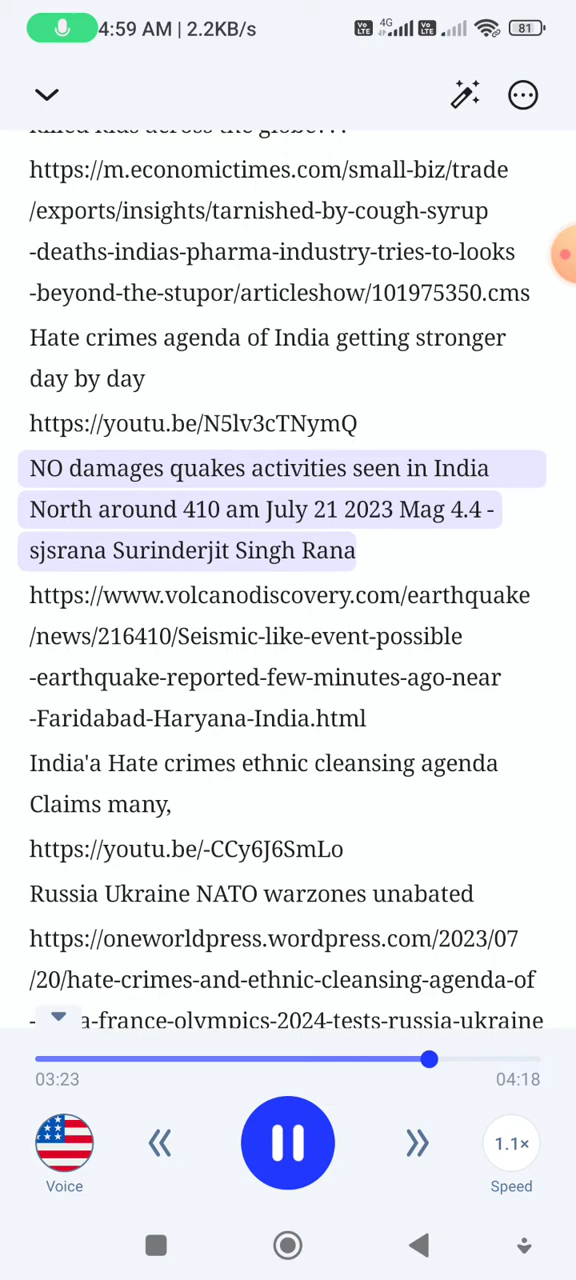 4:59 AM | 2.2KB/s
Vo LTE 4G Vo LTE 81
https://m.economictimes.com/small-biz/trade
/exports/insights/tarnished-by-cough-syrup
-deaths-indias-pharma-industry-tries-to-looks
-beyond-the-stupor/articleshow/101975350.cms
Hate crimes agenda of India getting stronger
day by day
https://youtu.be/N5lv3cTNymQ
NO damages quakes activities seen in India
North around 410 am July 21 2023 Mag 4.4 -
sjsrana Surinderjit Singh Rana
https://www.volcanodiscovery.com/earthquake
/news/216410/Seismic-like-event-possible
-earthquake-reported-few-minutes-ago-near
-Faridabad-Haryana-India.html
India'a Hate crimes ethnic cleansing agenda
Claims many,
https://youtu.be/-CCy6J6SmLo
Russia Ukraine NATO warzones unabated
https://oneworldpress.wordpress.com/2023/07
/20/hate-crimes-and-ethnic-cleansing-agenda-of
a-france-olympics-2024-tests-russia-ukraine
03:23
04:18
1.1×
Voice
Speed